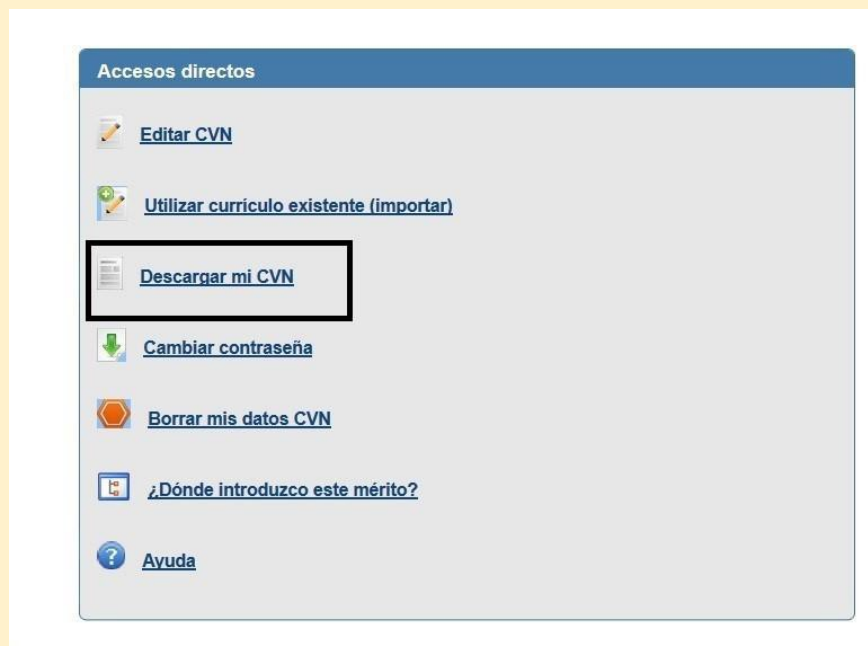 Accesos directos
Editar CVN
Utilizar currículo existente (importar)
Descargar mi CVN
Cambiar contraseña
Borrar mis datos CVN
¿Dónde introduzco este mérito?
Ayuda